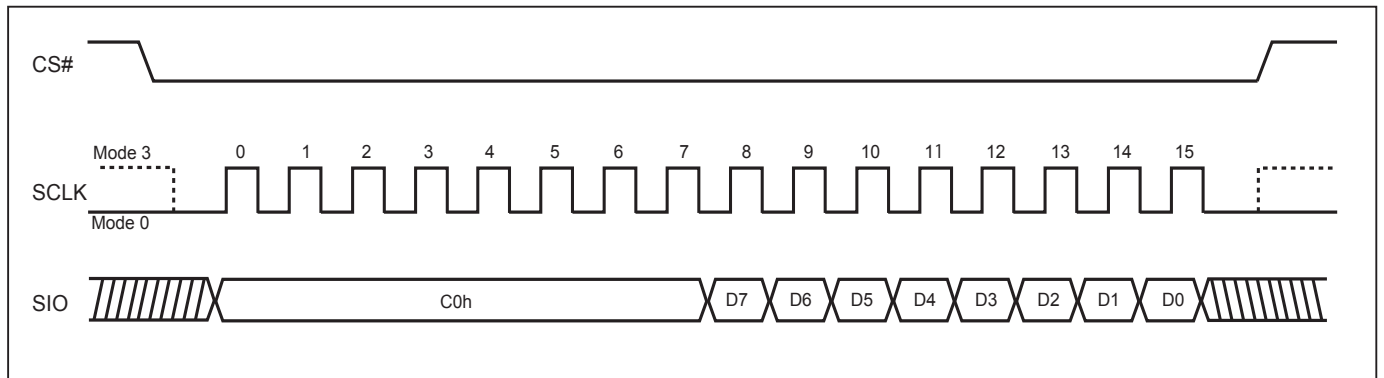 CS#
Mode 3
0 1 2 3 4 5 6 7 8 9 10 11 12 13 14 15
SCLK
Mode 0
SIO
C0h D7 D6 D5 D4 D3 D2 D1 D0